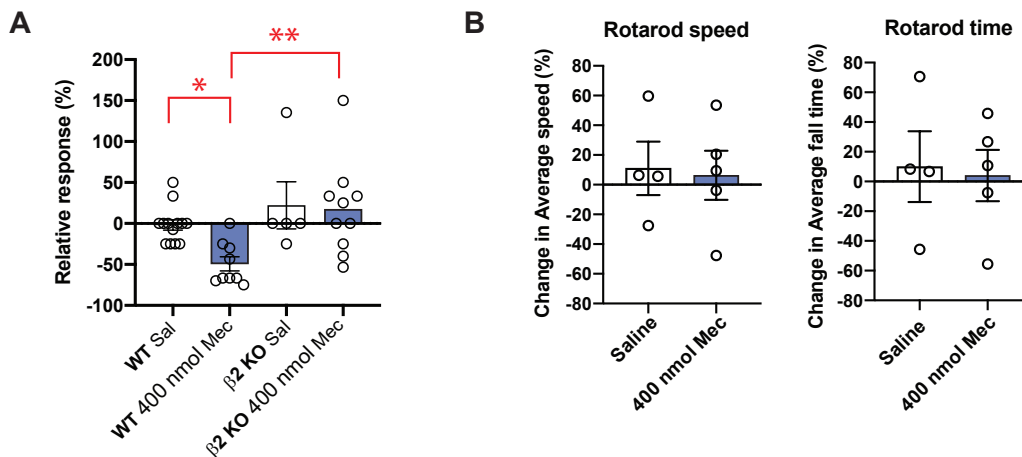 A
Relative response (%)
200
150
100
50
0
-50
-100
*
**
WT Sal
WT 400 nmol Mec
β2 KO Sal
β2 KO 400 nmol Mec
B
Rotarod speed
Change in Average speed (%)
80
60
40
20
0
-20
-40
-60
-80
Saline
400 nmol Mec
Rotarod time
Change in Average fall time (%)
80
60
40
20
0
-20
-40
-60
-80
Saline
400 nmol Mec